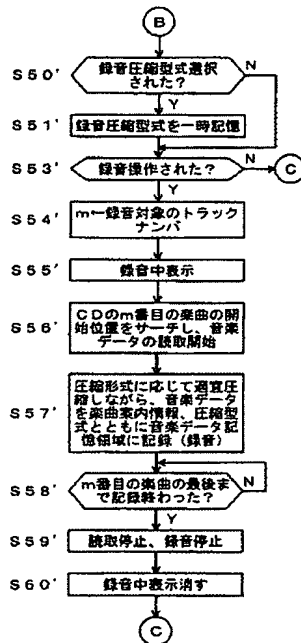 B
S50'
録音圧縮型式選択
された?
N
Y
S51'
録音圧縮型式を一時記憶
S53'
録音操作された?
N
C
Y
S54'
m←録音対象のトラック
ナンバ
S55'
録音中表示
S56'
CDのm番目の楽曲の開
始位置をサーチし、音楽
データの読取開始
S57'
圧縮形式に応じて適宜圧
縮しながら、音楽データ
を楽曲案内情報、圧縮型
式とともに音楽データ記
憶領域に記録(録音)
S58'
m番目の楽曲の最後ま
で記録終わった?
N
Y
S59'
読取停止、録音停止
S60'
録音中表示消す
C